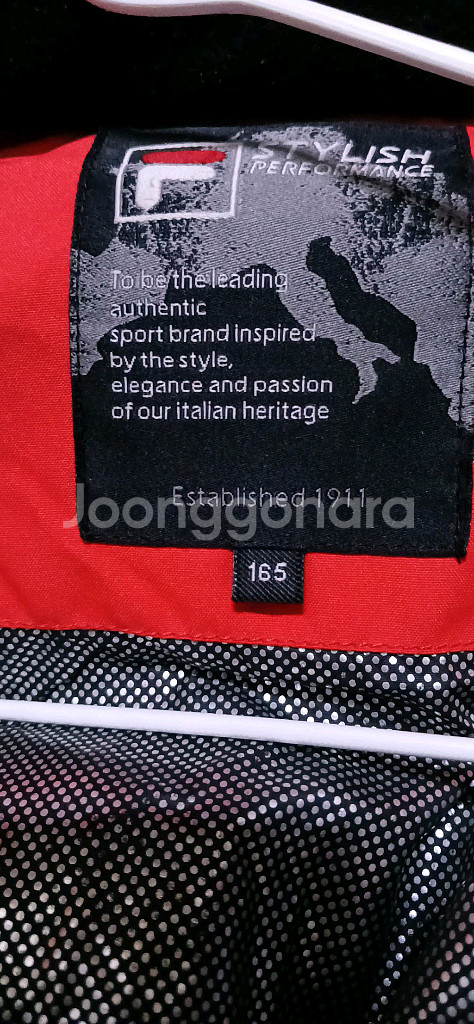 STYLISH
PERFORMANCE
To be the leading
authentic
sport brand inspired
by the style,
elegance and passion
of our italian heritage
Established 1911
Joonggonara
165